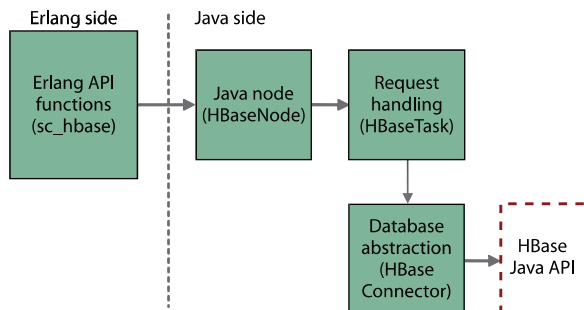 Erlang side
Java side
Erlang API
functions
(sc_hbase)
Java node
(HBaseNode)
Request
handling
(HBaseTask)
Database
abstraction
(HBase
Connector)
HBase
Java API